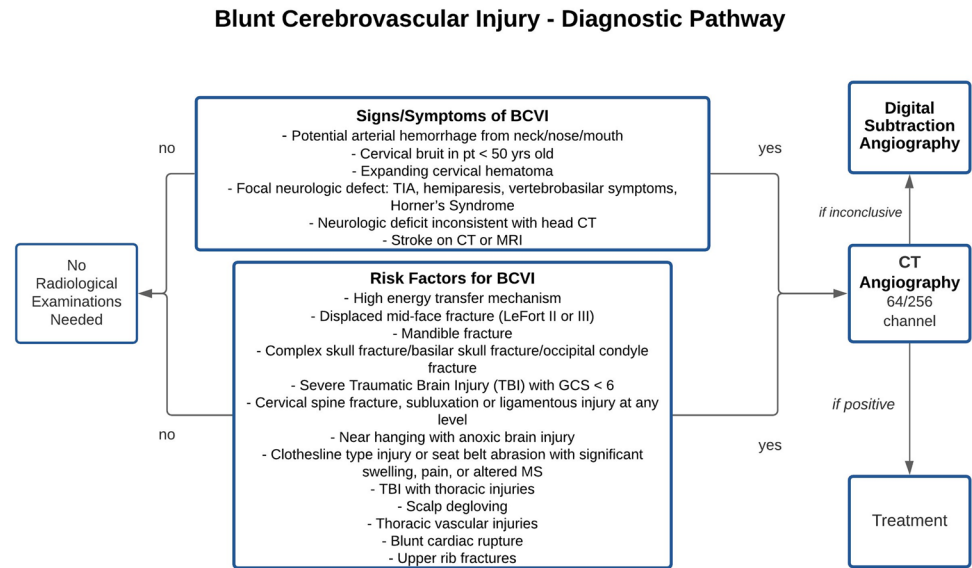 Blunt Cerebrovascular Injury - Diagnostic Pathway
no
Signs/Symptoms of BCVI
- Potential arterial hemorrhage from neck/nose/mouth
- Cervical bruit in pt < 50 yrs old
- Expanding cervical hematoma
- Focal neurologic defect: TIA, hemiparesis, vertebrobasilar symptoms,
Horner's Syndrome
- Neurologic deficit inconsistent with head CT
- Stroke on CT or MRI
yes
Digital
Subtraction
Angiography
if inconclusive
No
Radiological
Examinations
Needed
Risk Factors for BCVI
- High energy transfer mechanism
- Displaced mid-face fracture (LeFort II or III)
- Mandible fracture
- Complex skull fracture/basilar skull fracture/occipital condyle
fracture
- Severe Traumatic Brain Injury (TBI) with GCS < 6
- Cervical spine fracture, subluxation or ligamentous injury at any
level
- Near hanging with anoxic brain injury
- Clothesline type injury or seat belt abrasion with significant
swelling, pain, or altered MS
- TBI with thoracic injuries
- Scalp degloving
- Thoracic vascular injuries
- Blunt cardiac rupture
- Upper rib fractures
no
yes
CT
Angiography
64/256
channel
if positive
Treatment